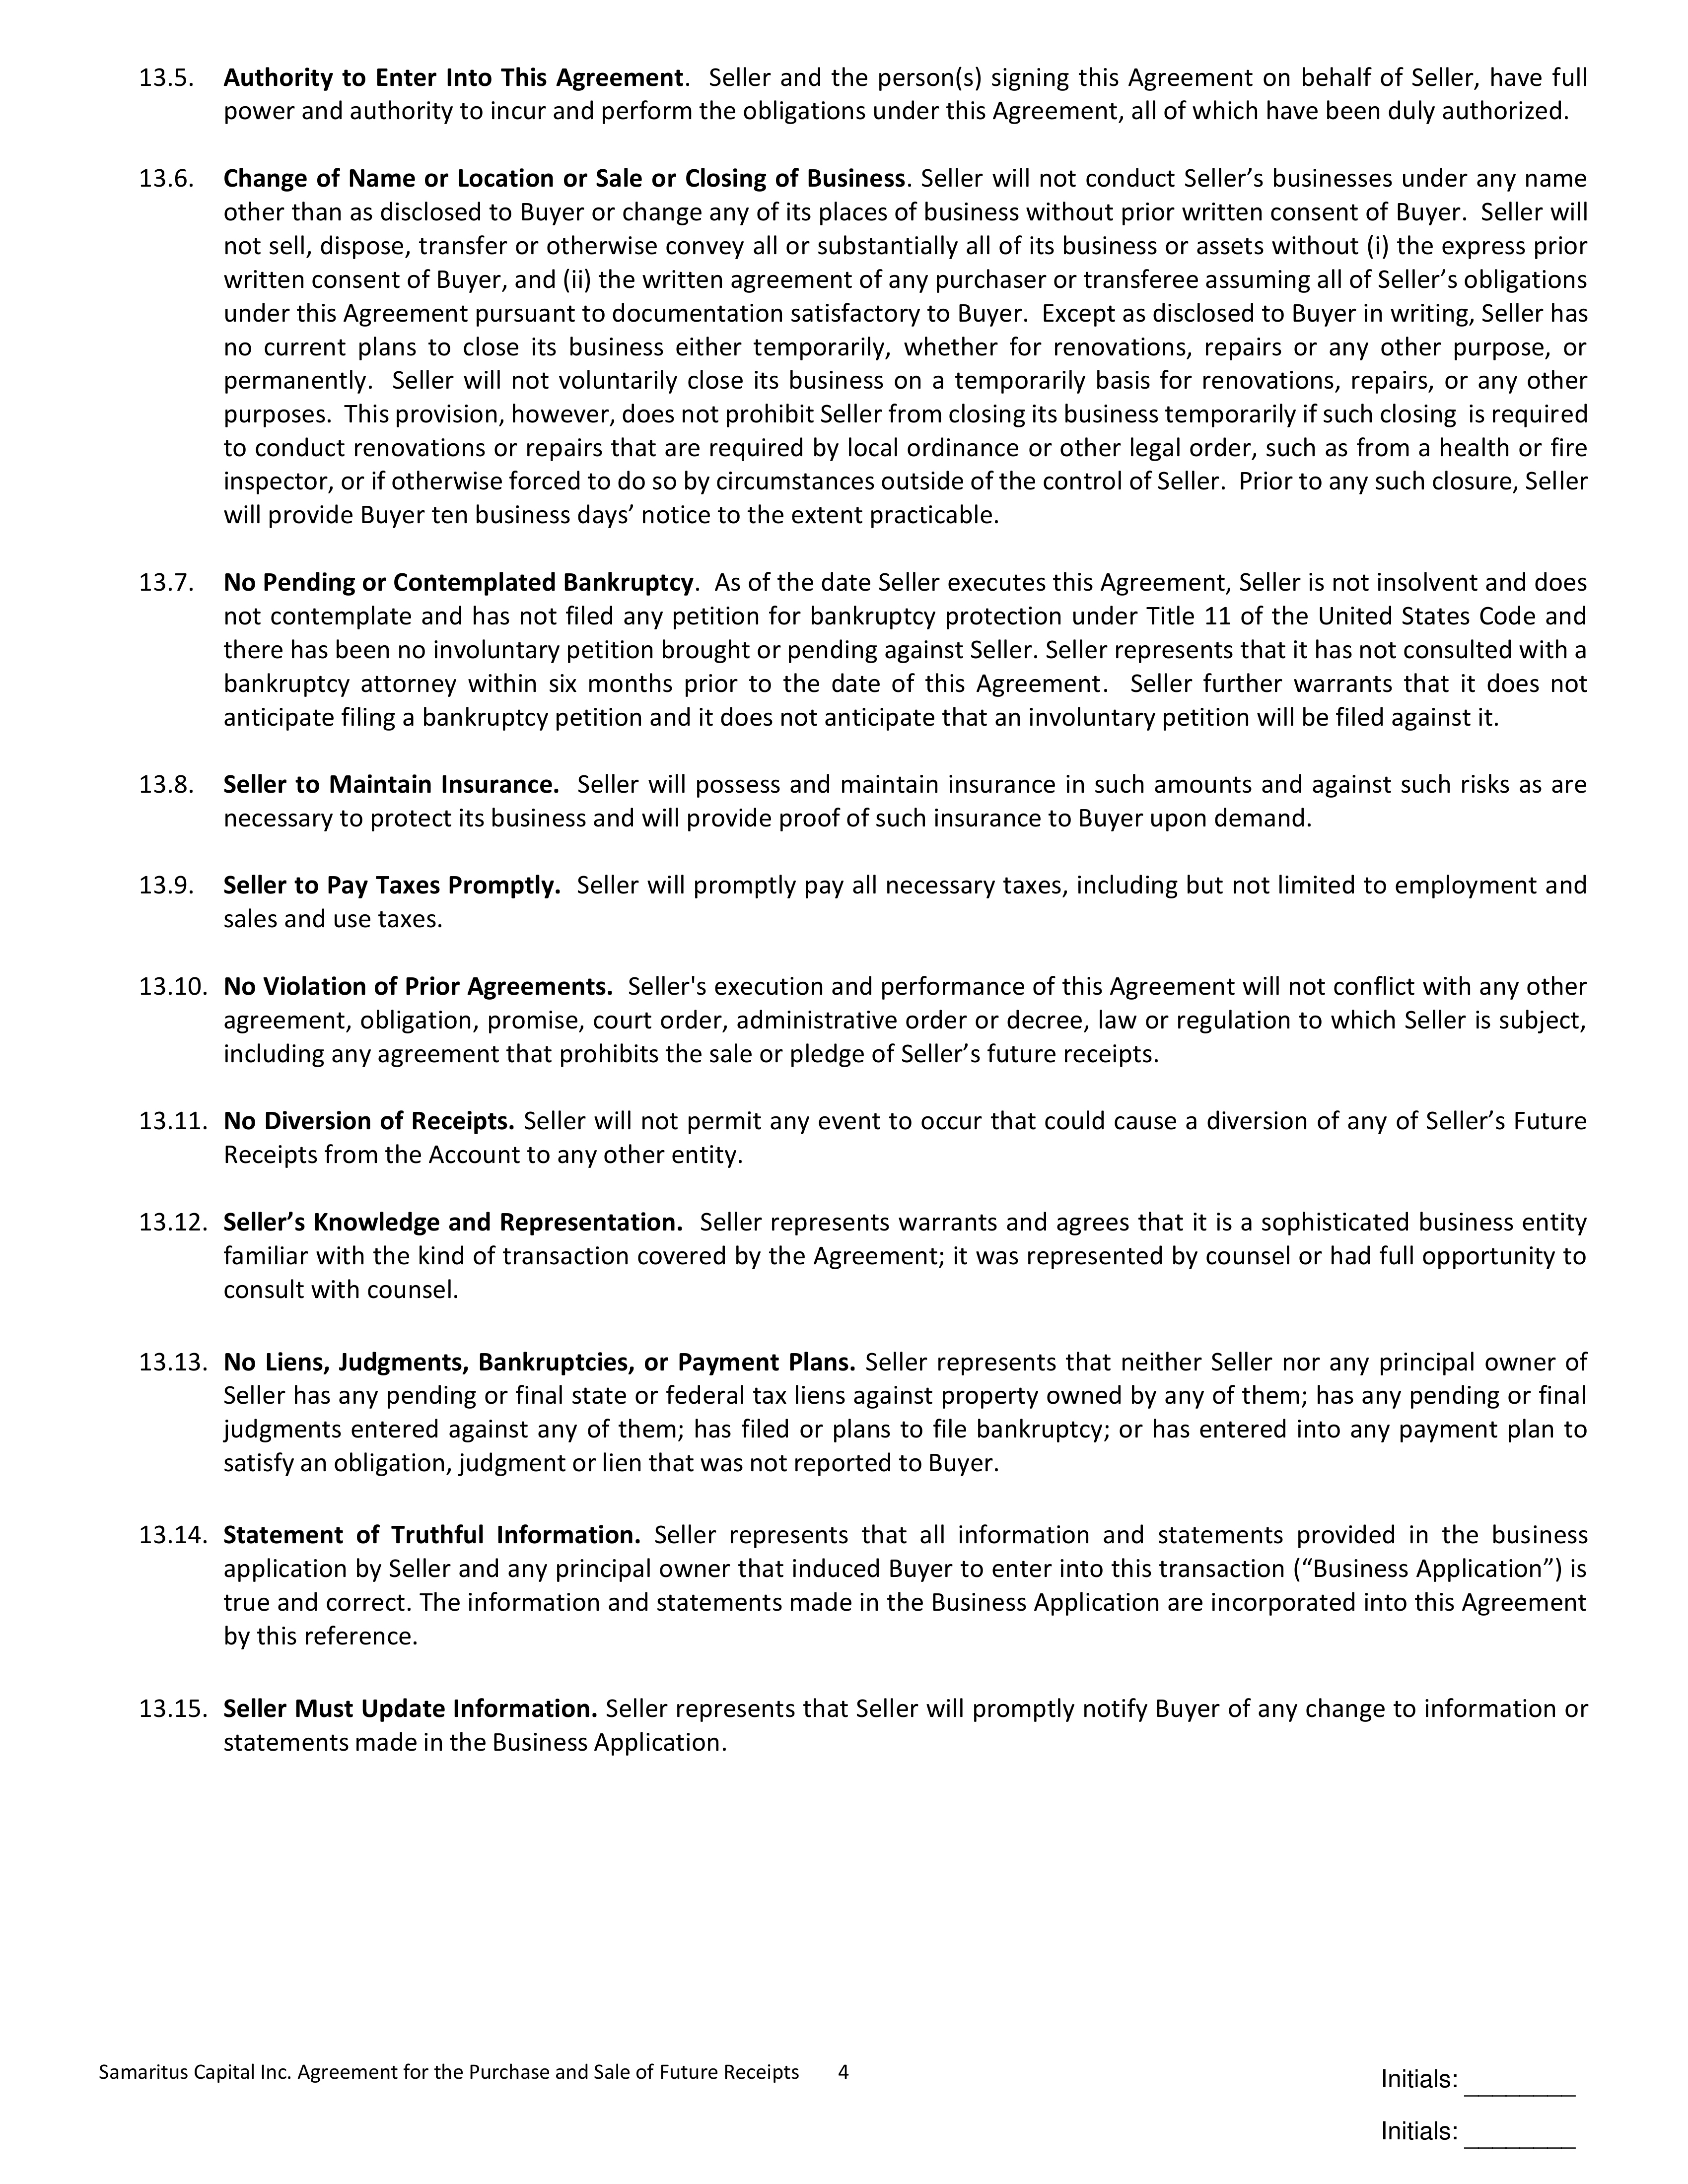 13.5. Authority to Enter Into This Agreement. Seller and the person(s) signing this Agreement on behalf of Seller, have full
power and authority to incur and perform the obligations under this Agreement, all of which have been duly authorized.
13.6. Change of Name or Location or Sale or Closing of Business. Seller will not conduct Seller’s businesses under any name
other than as disclosed to Buyer or change any of its places of business without prior written consent of Buyer. Seller will
not sell, dispose, transfer or otherwise convey all or substantially all of its business or assets without (i) the express prior
written consent of Buyer, and (ii) the written agreement of any purchaser or transferee assuming all of Seller’s obligations
under this Agreement pursuant to documentation satisfactory to Buyer. Except as disclosed to Buyer in writing, Seller has
no current plans to close its business either temporarily, whether for renovations, repairs or any other purpose, or
permanently. Seller will not voluntarily close its business on a temporarily basis for renovations, repairs, or any other
purposes. This provision, however, does not prohibit Seller from closing its business temporarily if such closing is required
to conduct renovations or repairs that are required by local ordinance or other legal order, such as from a health or fire
inspector, or if otherwise forced to do so by circumstances outside of the control of Seller. Prior to any such closure, Seller
will provide Buyer ten business days’ notice to the extent practicable.
13.7. No Pending or Contemplated Bankruptcy. As of the date Seller executes this Agreement, Seller is not insolvent and does
not contemplate and has not filed any petition for bankruptcy protection under Title 11 of the United States Code and
there has been no involuntary petition brought or pending against Seller. Seller represents that it has not consulted with a
bankruptcy attorney within six months prior to the date of this Agreement. Seller further warrants that it does not
anticipate filing a bankruptcy petition and it does not anticipate that an involuntary petition will be filed against it.
13.8. Seller to Maintain Insurance. Seller will possess and maintain insurance in such amounts and against such risks as are
necessary to protect its business and will provide proof of such insurance to Buyer upon demand.
13.9. Seller to Pay Taxes Promptly. Seller will promptly pay all necessary taxes, including but not limited to employment and
sales and use taxes.
13.10. No Violation of Prior Agreements. Seller's execution and performance of this Agreement will not conflict with any other
agreement, obligation, promise, court order, administrative order or decree, law or regulation to which Seller is subject,
including any agreement that prohibits the sale or pledge of Seller’s future receipts.
13.11. No Diversion of Receipts. Seller will not permit any event to occur that could cause a diversion of any of Seller’s Future
Receipts from the Account to any other entity.
13.12. Seller’s Knowledge and Representation. Seller represents warrants and agrees that it is a sophisticated business entity
familiar with the kind of transaction covered by the Agreement; it was represented by counsel or had full opportunity to
consult with counsel.
13.13. No Liens, Judgments, Bankruptcies, or Payment Plans. Seller represents that neither Seller nor any principal owner of
Seller has any pending or final state or federal tax liens against property owned by any of them; has any pending or final
judgments entered against any of them; has filed or plans to file bankruptcy; or has entered into any payment plan to
satisfy an obligation, judgment or lien that was not reported to Buyer.
13.14. Statement of Truthful Information. Seller represents that all information and statements provided in the business
application by Seller and any principal owner that induced Buyer to enter into this transaction (“Business Application”) is
true and correct. The information and statements made in the Business Application are incorporated into this Agreement
by this reference.
13.15. Seller Must Update Information. Seller represents that Seller will promptly notify Buyer of any change to information or
statements made in the Business Application.
Samaritus Capital Inc. Agreement for the Purchase and Sale of Future Receipts 4
Initials: ________
Initials: ________